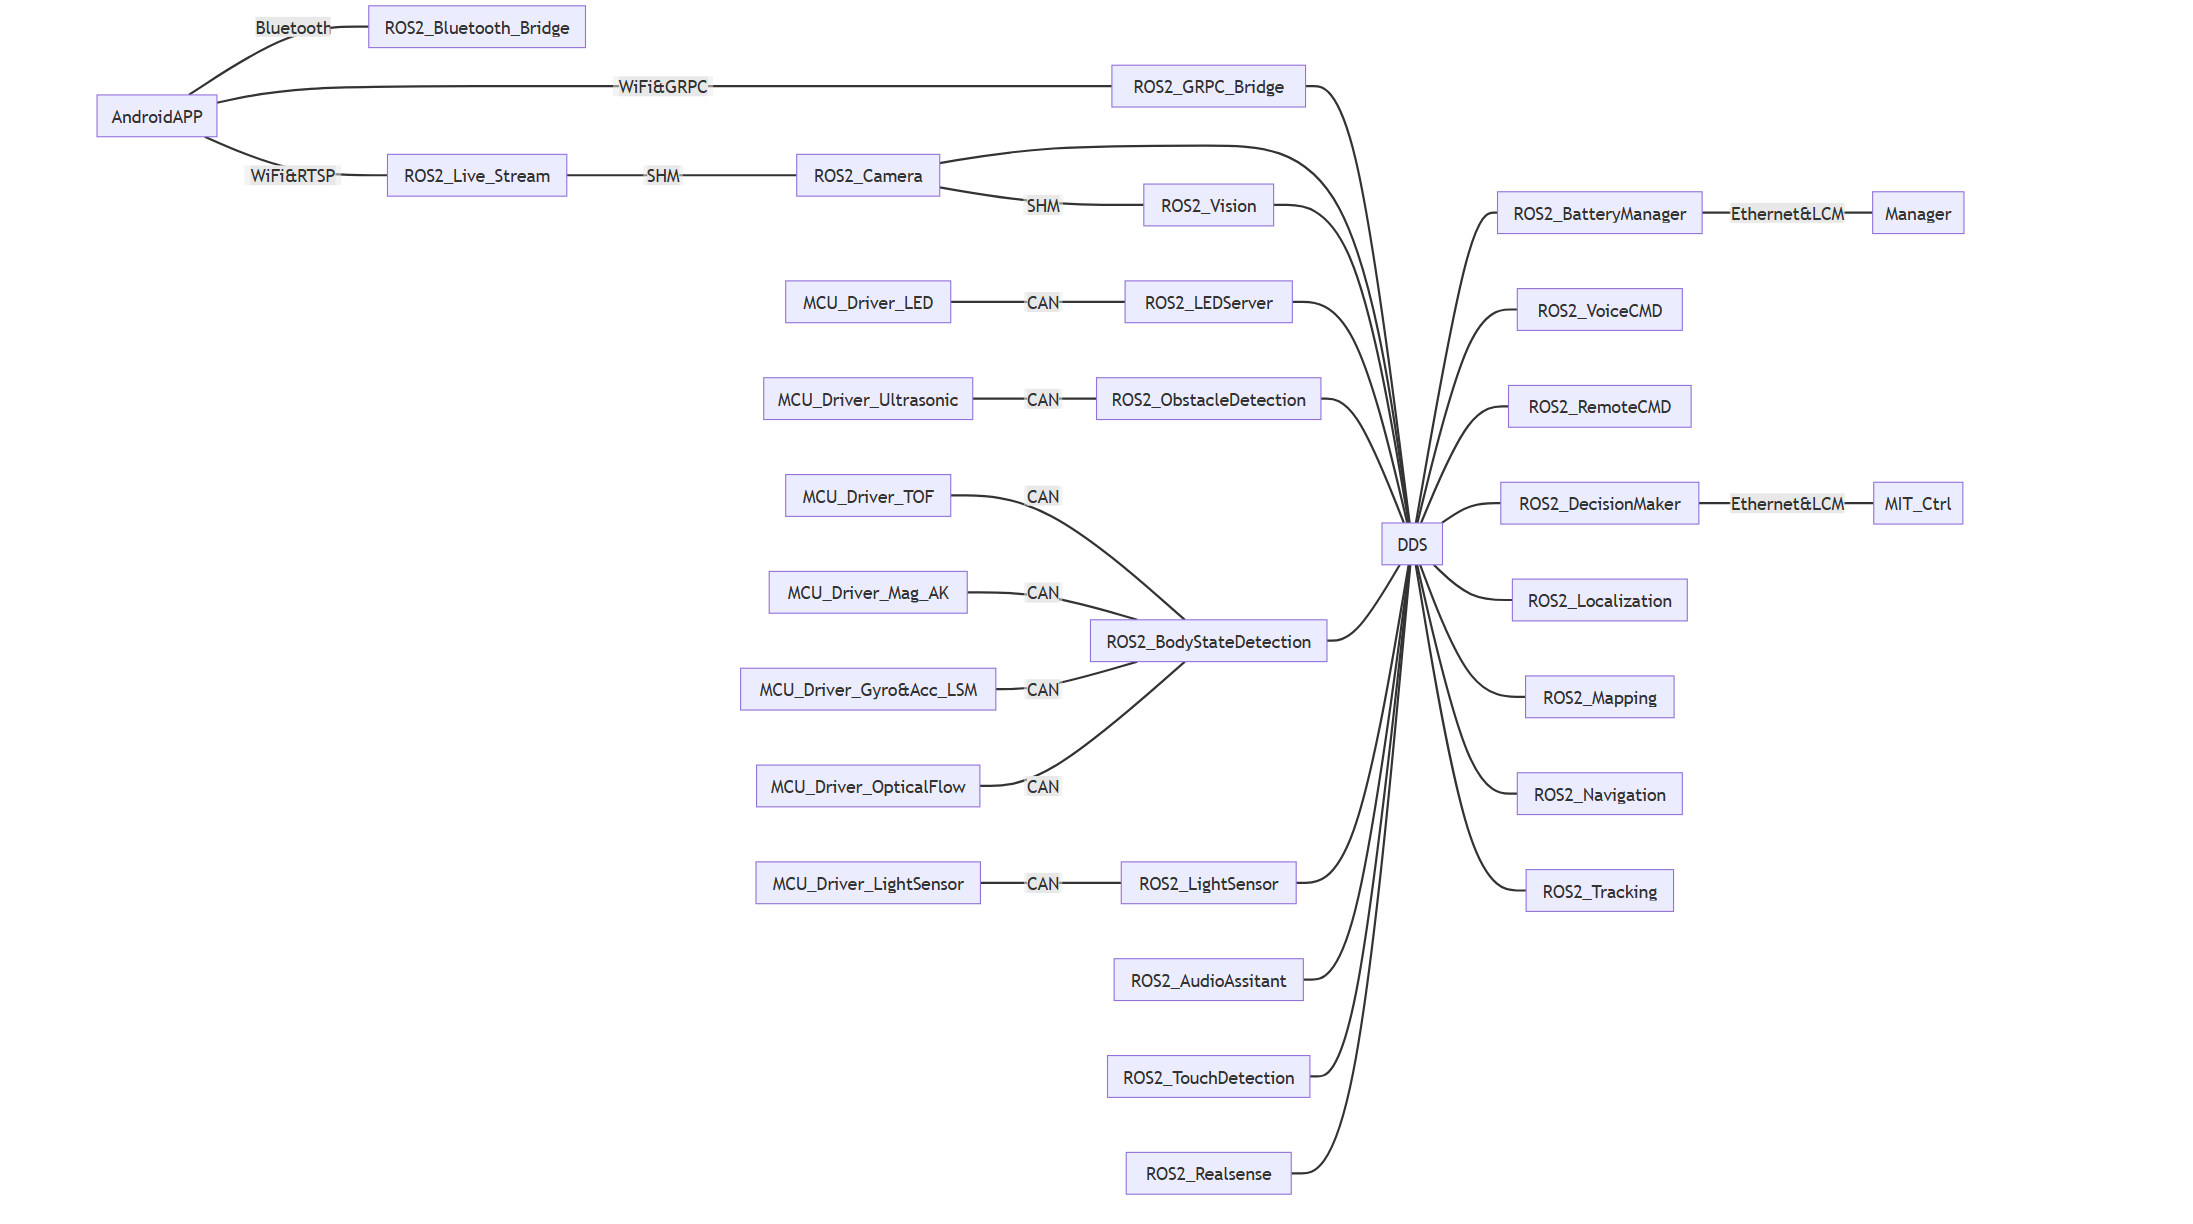 Bluetooth
ROS2_Bluetooth_Bridge
WiFi&GRPC
ROS2_GRPC_Bridge
AndroidAPP
WiFi&RTSP
ROS2_Live_Stream
SHM
ROS2_Camera
SHM
ROS2_Vision
ROS2_BatteryManager
Ethernet&LCM
Manager
MCU_Driver_LED
CAN
ROS2_LEDServer
ROS2_VoiceCMD
MCU_Driver_Ultrasonic
CAN
ROS2_ObstacleDetection
ROS2_RemoteCMD
MCU_Driver_TOF
CAN
ROS2_DecisionMaker
Ethernet&LCM
MIT_Ctrl
DDS
MCU_Driver_Mag_AK
CAN
ROS2_Localization
ROS2_BodyStateDetection
MCU_Driver_Gyro&Acc_LSM
CAN
ROS2_Mapping
MCU_Driver_OpticalFlow
CAN
ROS2_Navigation
MCU_Driver_LightSensor
CAN
ROS2_LightSensor
ROS2_Tracking
ROS2_AudioAssitant
ROS2_TouchDetection
ROS2_Realsense